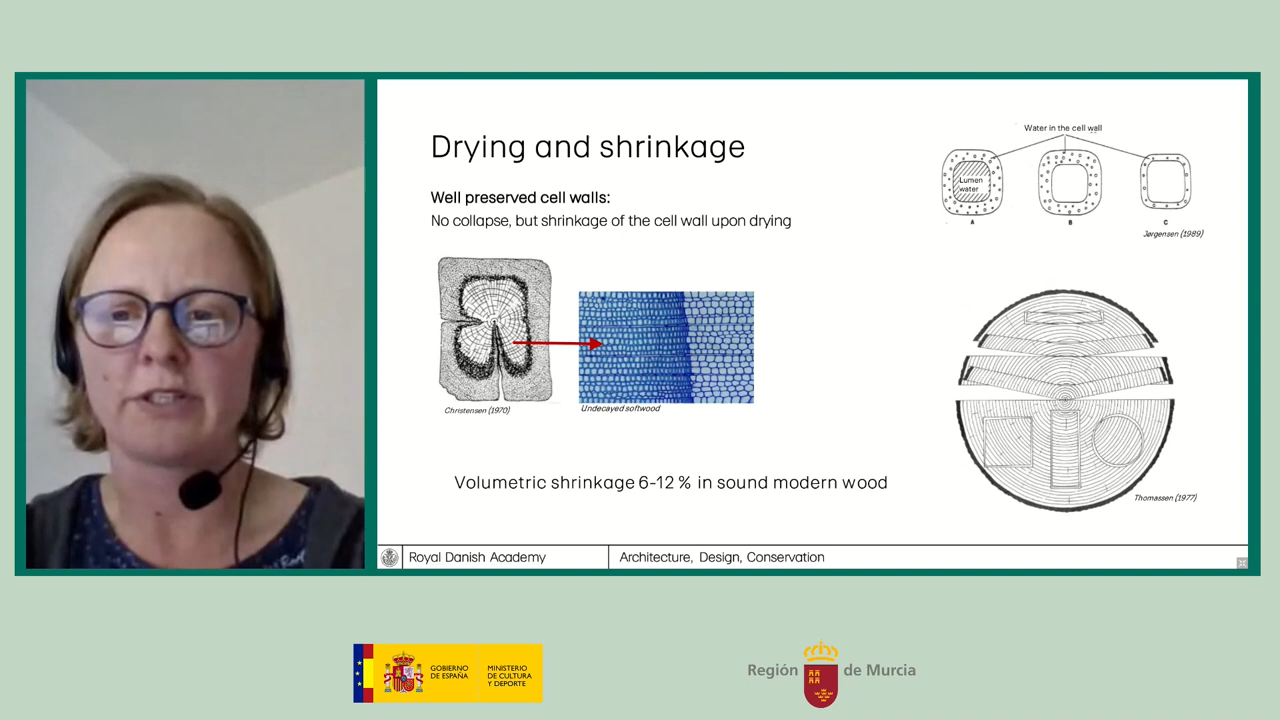 Drying and shrinkage
Well preserved cell walls:
No collapse, but shrinkage of the cell wall upon drying
Water in the cell wall
Lumen
water
A B C
Jørgensen (1989)
Christensen (1970)
Undecayed softwood
Thomassen (1977)
Volumetric shrinkage 6-12 % in sound modern wood
Royal Danish Academy
Architecture, Design, Conservation
GOBIERNO
DE ESPAÑA
MINISTERIO
DE CULTURA
Y DEPORTE
Región de Murcia